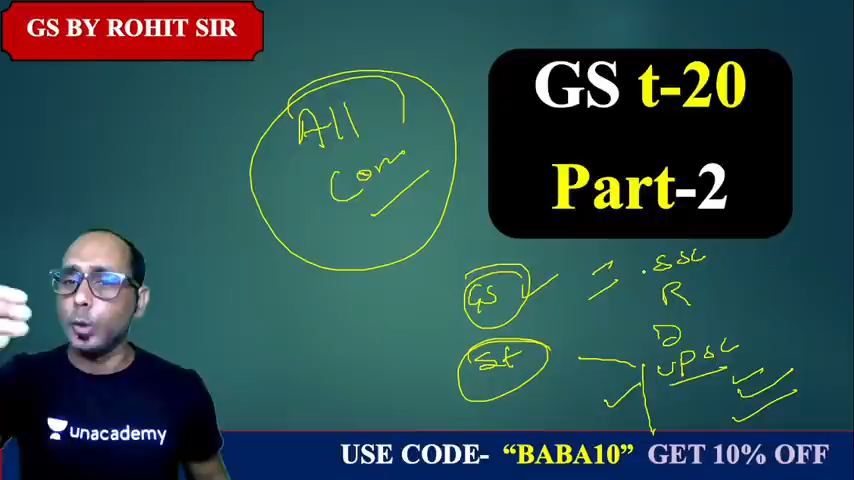 GS BY ROHIT SIR
GS t-20
Part-2
All
Com
GS
SSC
R
D
St
UPSC
unacademy
USE CODE- “BABA10” GET 10% OFF